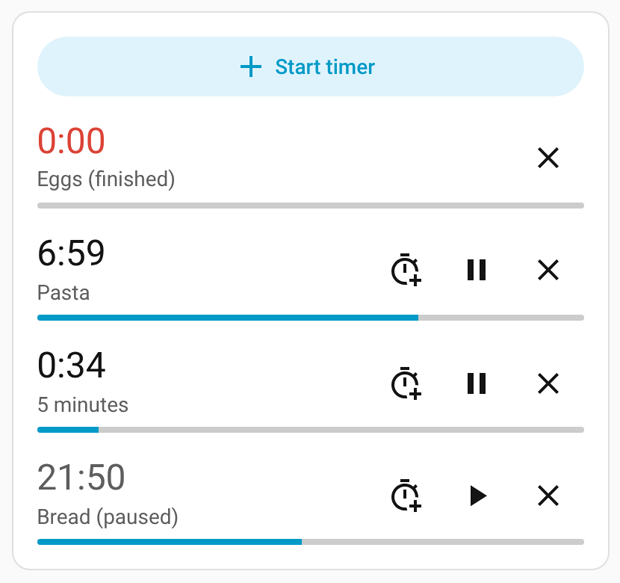 Start timer
0:00
Eggs (finished)
6:59
Pasta
0:34
5 minutes
21:50
Bread (paused)